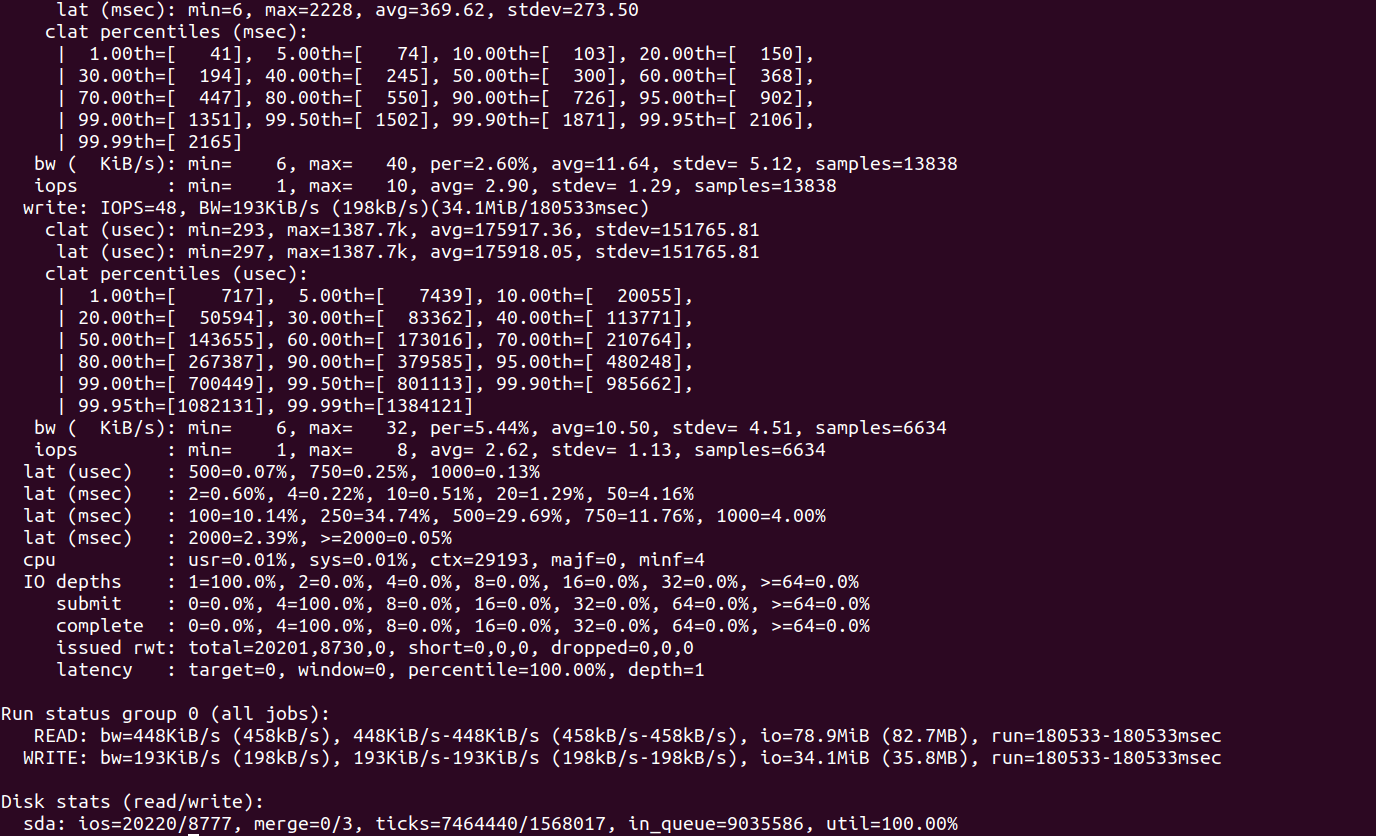 lat (msec): min=6, max=2228, avg=369.62, stdev=273.50
clat percentiles (msec):
|  1.00th=[   41],  5.00th=[   74], 10.00th=[  103], 20.00th=[  150],
| 30.00th=[  194], 40.00th=[  245], 50.00th=[  300], 60.00th=[  368],
| 70.00th=[  447], 80.00th=[  550], 90.00th=[  726], 95.00th=[  902],
| 99.00th=[ 1351], 99.50th=[ 1502], 99.90th=[ 1871], 99.95th=[ 2106],
| 99.99th=[ 2165]
bw (  KiB/s): min=    6, max=   40, per=2.60%, avg=11.64, stdev= 5.12, samples=13838
iops        : min=    1, max=   10, avg= 2.90, stdev= 1.29, samples=13838
write: IOPS=48, BW=193KiB/s (198kB/s)(34.1MiB/180533msec)
clat (usec): min=293, max=1387.7k, avg=175917.36, stdev=151765.81
lat (usec): min=297, max=1387.7k, avg=175918.05, stdev=151765.81
clat percentiles (usec):
|  1.00th=[    717],  5.00th=[   7439], 10.00th=[  20055],
| 20.00th=[  50594], 30.00th=[  83362], 40.00th=[ 113771],
| 50.00th=[ 143655], 60.00th=[ 173016], 70.00th=[ 210764],
| 80.00th=[ 267387], 90.00th=[ 379585], 95.00th=[ 480248],
| 99.00th=[ 700449], 99.50th=[ 801113], 99.90th=[ 985662],
| 99.95th=[1082131], 99.99th=[1384121]
bw (  KiB/s): min=    6, max=   32, per=5.44%, avg=10.50, stdev= 4.51, samples=6634
iops        : min=    1, max=    8, avg= 2.62, stdev= 1.13, samples=6634
lat (usec)   : 500=0.07%, 750=0.25%, 1000=0.13%
lat (msec)   : 2=0.60%, 4=0.22%, 10=0.51%, 20=1.29%, 50=4.16%
lat (msec)   : 100=10.14%, 250=34.74%, 500=29.69%, 750=11.76%, 1000=4.00%
lat (msec)   : 2000=2.39%, >=2000=0.05%
cpu          : usr=0.01%, sys=0.01%, ctx=29193, majf=0, minf=4
IO depths    : 1=100.0%, 2=0.0%, 4=0.0%, 8=0.0%, 16=0.0%, 32=0.0%, >=64=0.0%
submit    : 0=0.0%, 4=100.0%, 8=0.0%, 16=0.0%, 32=0.0%, 64=0.0%, >=64=0.0%
complete  : 0=0.0%, 4=100.0%, 8=0.0%, 16=0.0%, 32=0.0%, 64=0.0%, >=64=0.0%
issued rwt: total=20201,8730,0, short=0,0,0, dropped=0,0,0
latency   : target=0, window=0, percentile=100.00%, depth=1
Run status group 0 (all jobs):
READ: bw=448KiB/s (458kB/s), 448KiB/s-448KiB/s (458kB/s-458kB/s), io=78.9MiB (82.7MB), run=180533-180533msec
WRITE: bw=193KiB/s (198kB/s), 193KiB/s-193KiB/s (198kB/s-198kB/s), io=34.1MiB (35.8MB), run=180533-180533msec
Disk stats (read/write):
sda: ios=20220/8777, merge=0/3, ticks=7464440/1568017, in_queue=9035586, util=100.00%